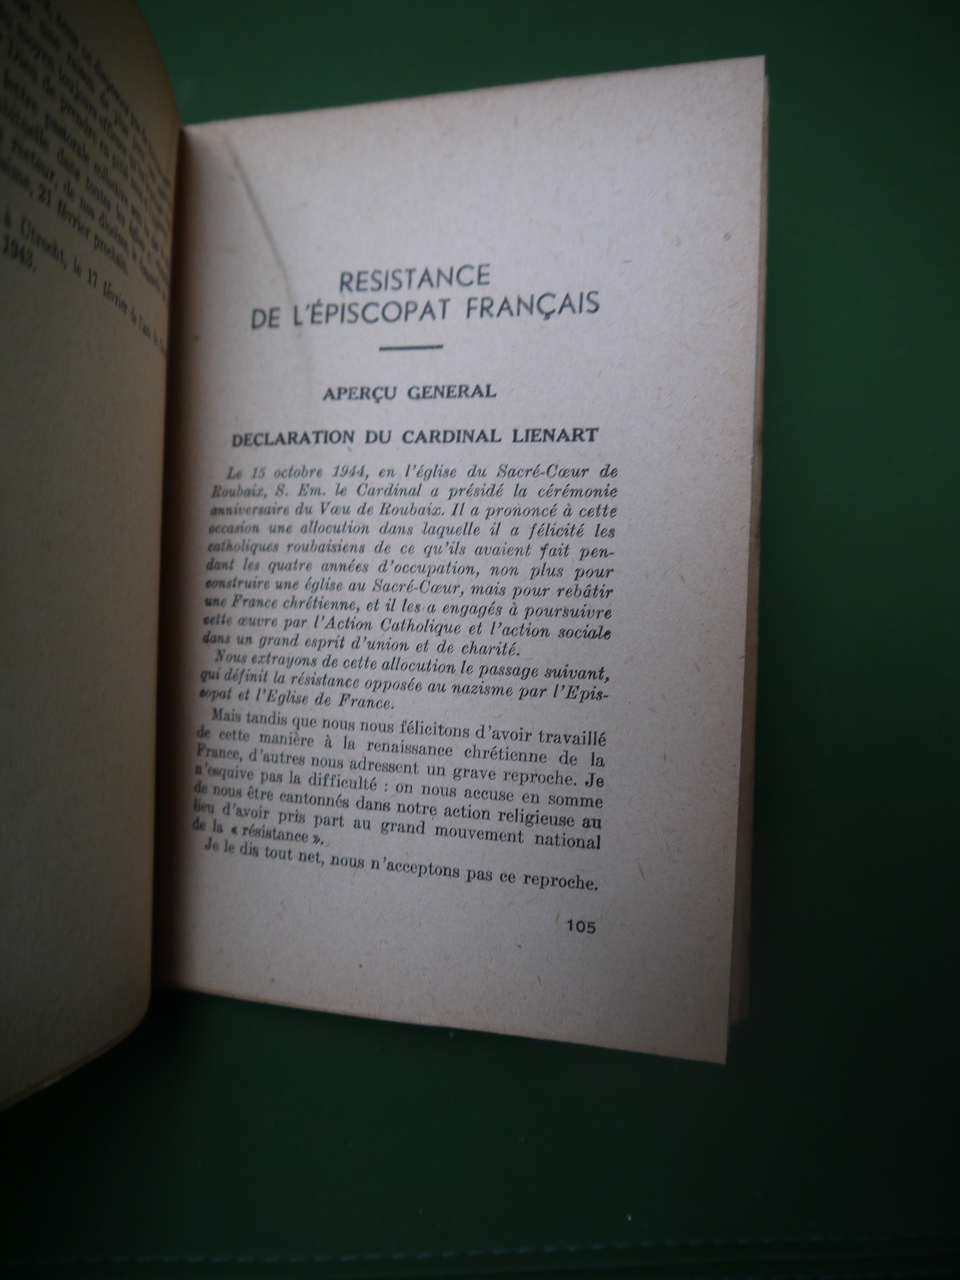 à Utrecht, le 17 février de l'an de
1943.
RESISTANCE
DE L'ÉPISCOPAT FRANÇAIS
APERÇU GENERAL
DECLARATION DU CARDINAL LIENART
Le 15 octobre 1944, en l'église du Sacré-Cœur de
Roubaix, S. Em. le Cardinal a présidé la cérémonie
anniversaire du Vœu de Roubaix. Il a prononcé à cette
occasion une allocution dans laquelle il a félicité les
catholiques roubaisiens de ce qu'ils avaient fait pen-
dant les quatre années d'occupation, non plus pour
construire une église au Sacré-Cœur, mais pour rebâtir
une France chrétienne, et il les a engagés à poursuivre
cette œuvre par l'Action Catholique et l'action sociale
dans un grand esprit d'union et de charité.
Nous extrayons de cette allocution le passage suivant,
qui définit la résistance opposée au nazisme par l'Epis-
copat et l'Eglise de France.
Mais tandis que nous nous félicitons d'avoir travaillé
de cette manière à la renaissance chrétienne de la
France, d'autres nous adressent un grave reproche. Je
n'esquive pas la difficulté : on nous accuse en somme
de nous être cantonnés dans notre action religieuse au
lieu d'avoir pris part au grand mouvement national
de la « résistance ».
Je le dis tout net, nous n'acceptons pas ce reproche.
105